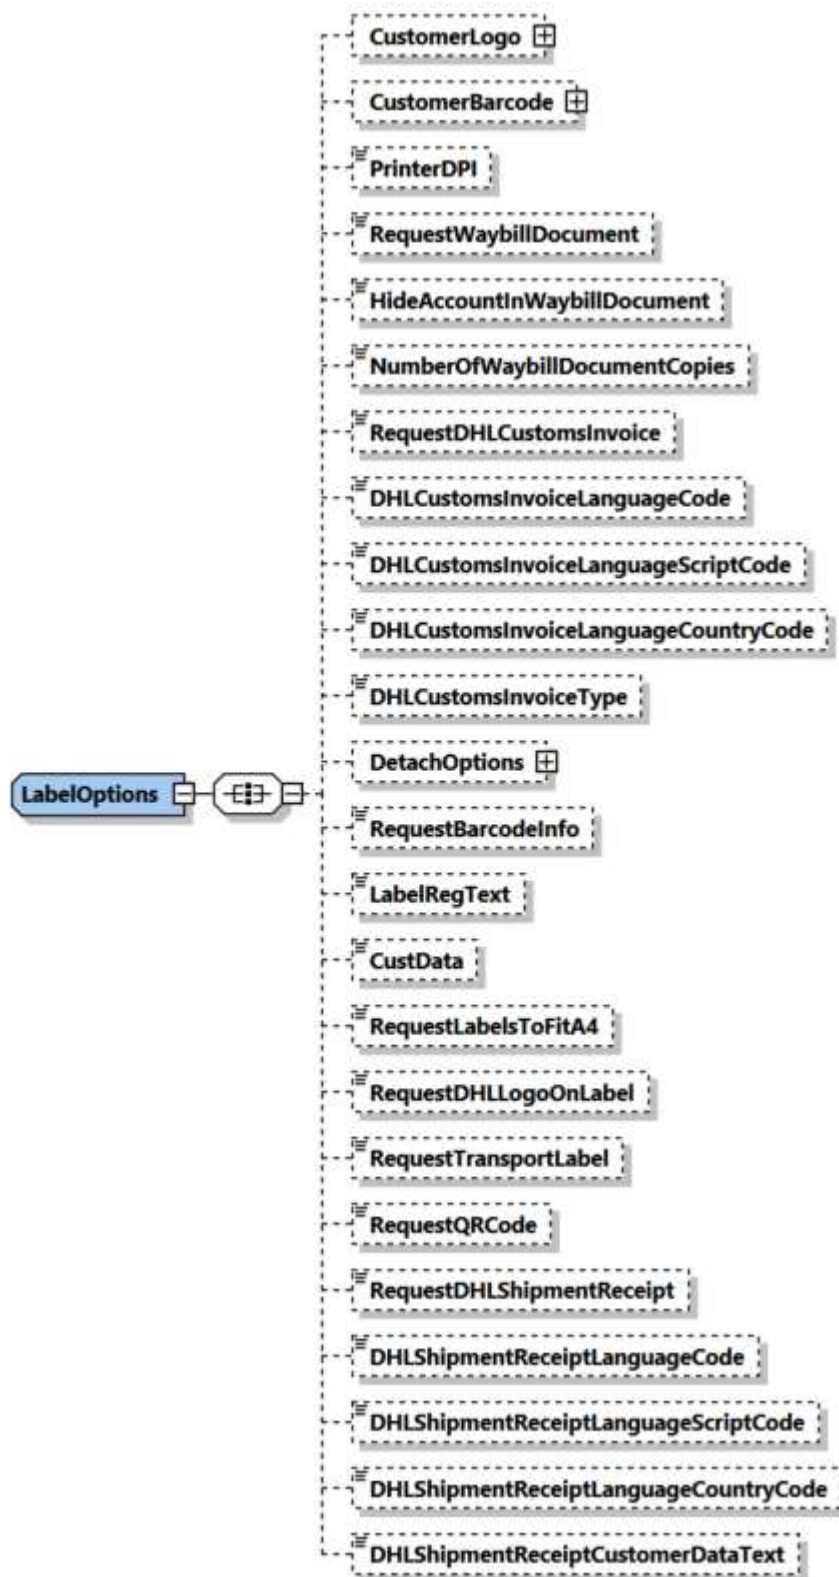 CustomerLogo
CustomerBarcode
PrinterDPI
RequestWaybillDocument
HideAccountInWaybillDocument
NumberOfWaybillDocumentCopies
RequestDHLCustomsInvoice
DHLCustomsInvoiceLanguageCode
DHLCustomsInvoiceLanguageScriptCode
DHLCustomsInvoiceLanguageCountryCode
DHLCustomsInvoiceType
DetachOptions
LabelOptions
RequestBarcodeInfo
LabelRegText
CustData
RequestLabelsToFitA4
RequestDHLLogoOnLabel
RequestTransportLabel
RequestQRCode
RequestDHLShipmentReceipt
DHLShipmentReceiptLanguageCode
DHLShipmentReceiptLanguageScriptCode
DHLShipmentReceiptLanguageCountryCode
DHLShipmentReceiptCustomerDataText